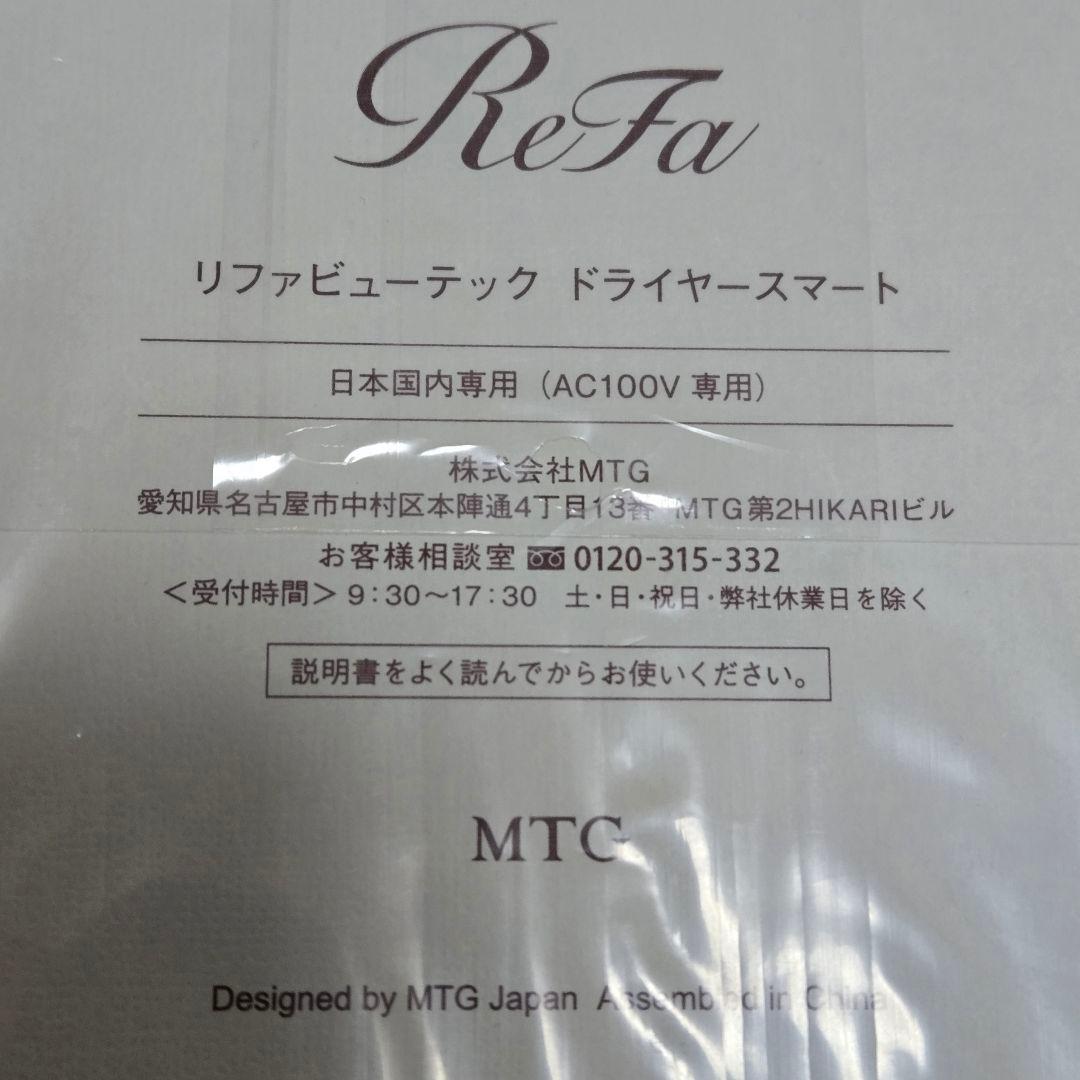 ReFa
リファビューテック ドライヤースマート
日本国内専用（AC100V 専用）
株式会社MTG
愛知県名古屋市中村区本陣通4丁目13番 MTG第2HIKARIビル
お客様相談室 0120-315-332
＜受付時間＞9：30〜17：30 土・日・祝日・弊社休業日を除く
説明書をよく読んでからお使いください。
MTG
Designed by MTG Japan Assembled in China